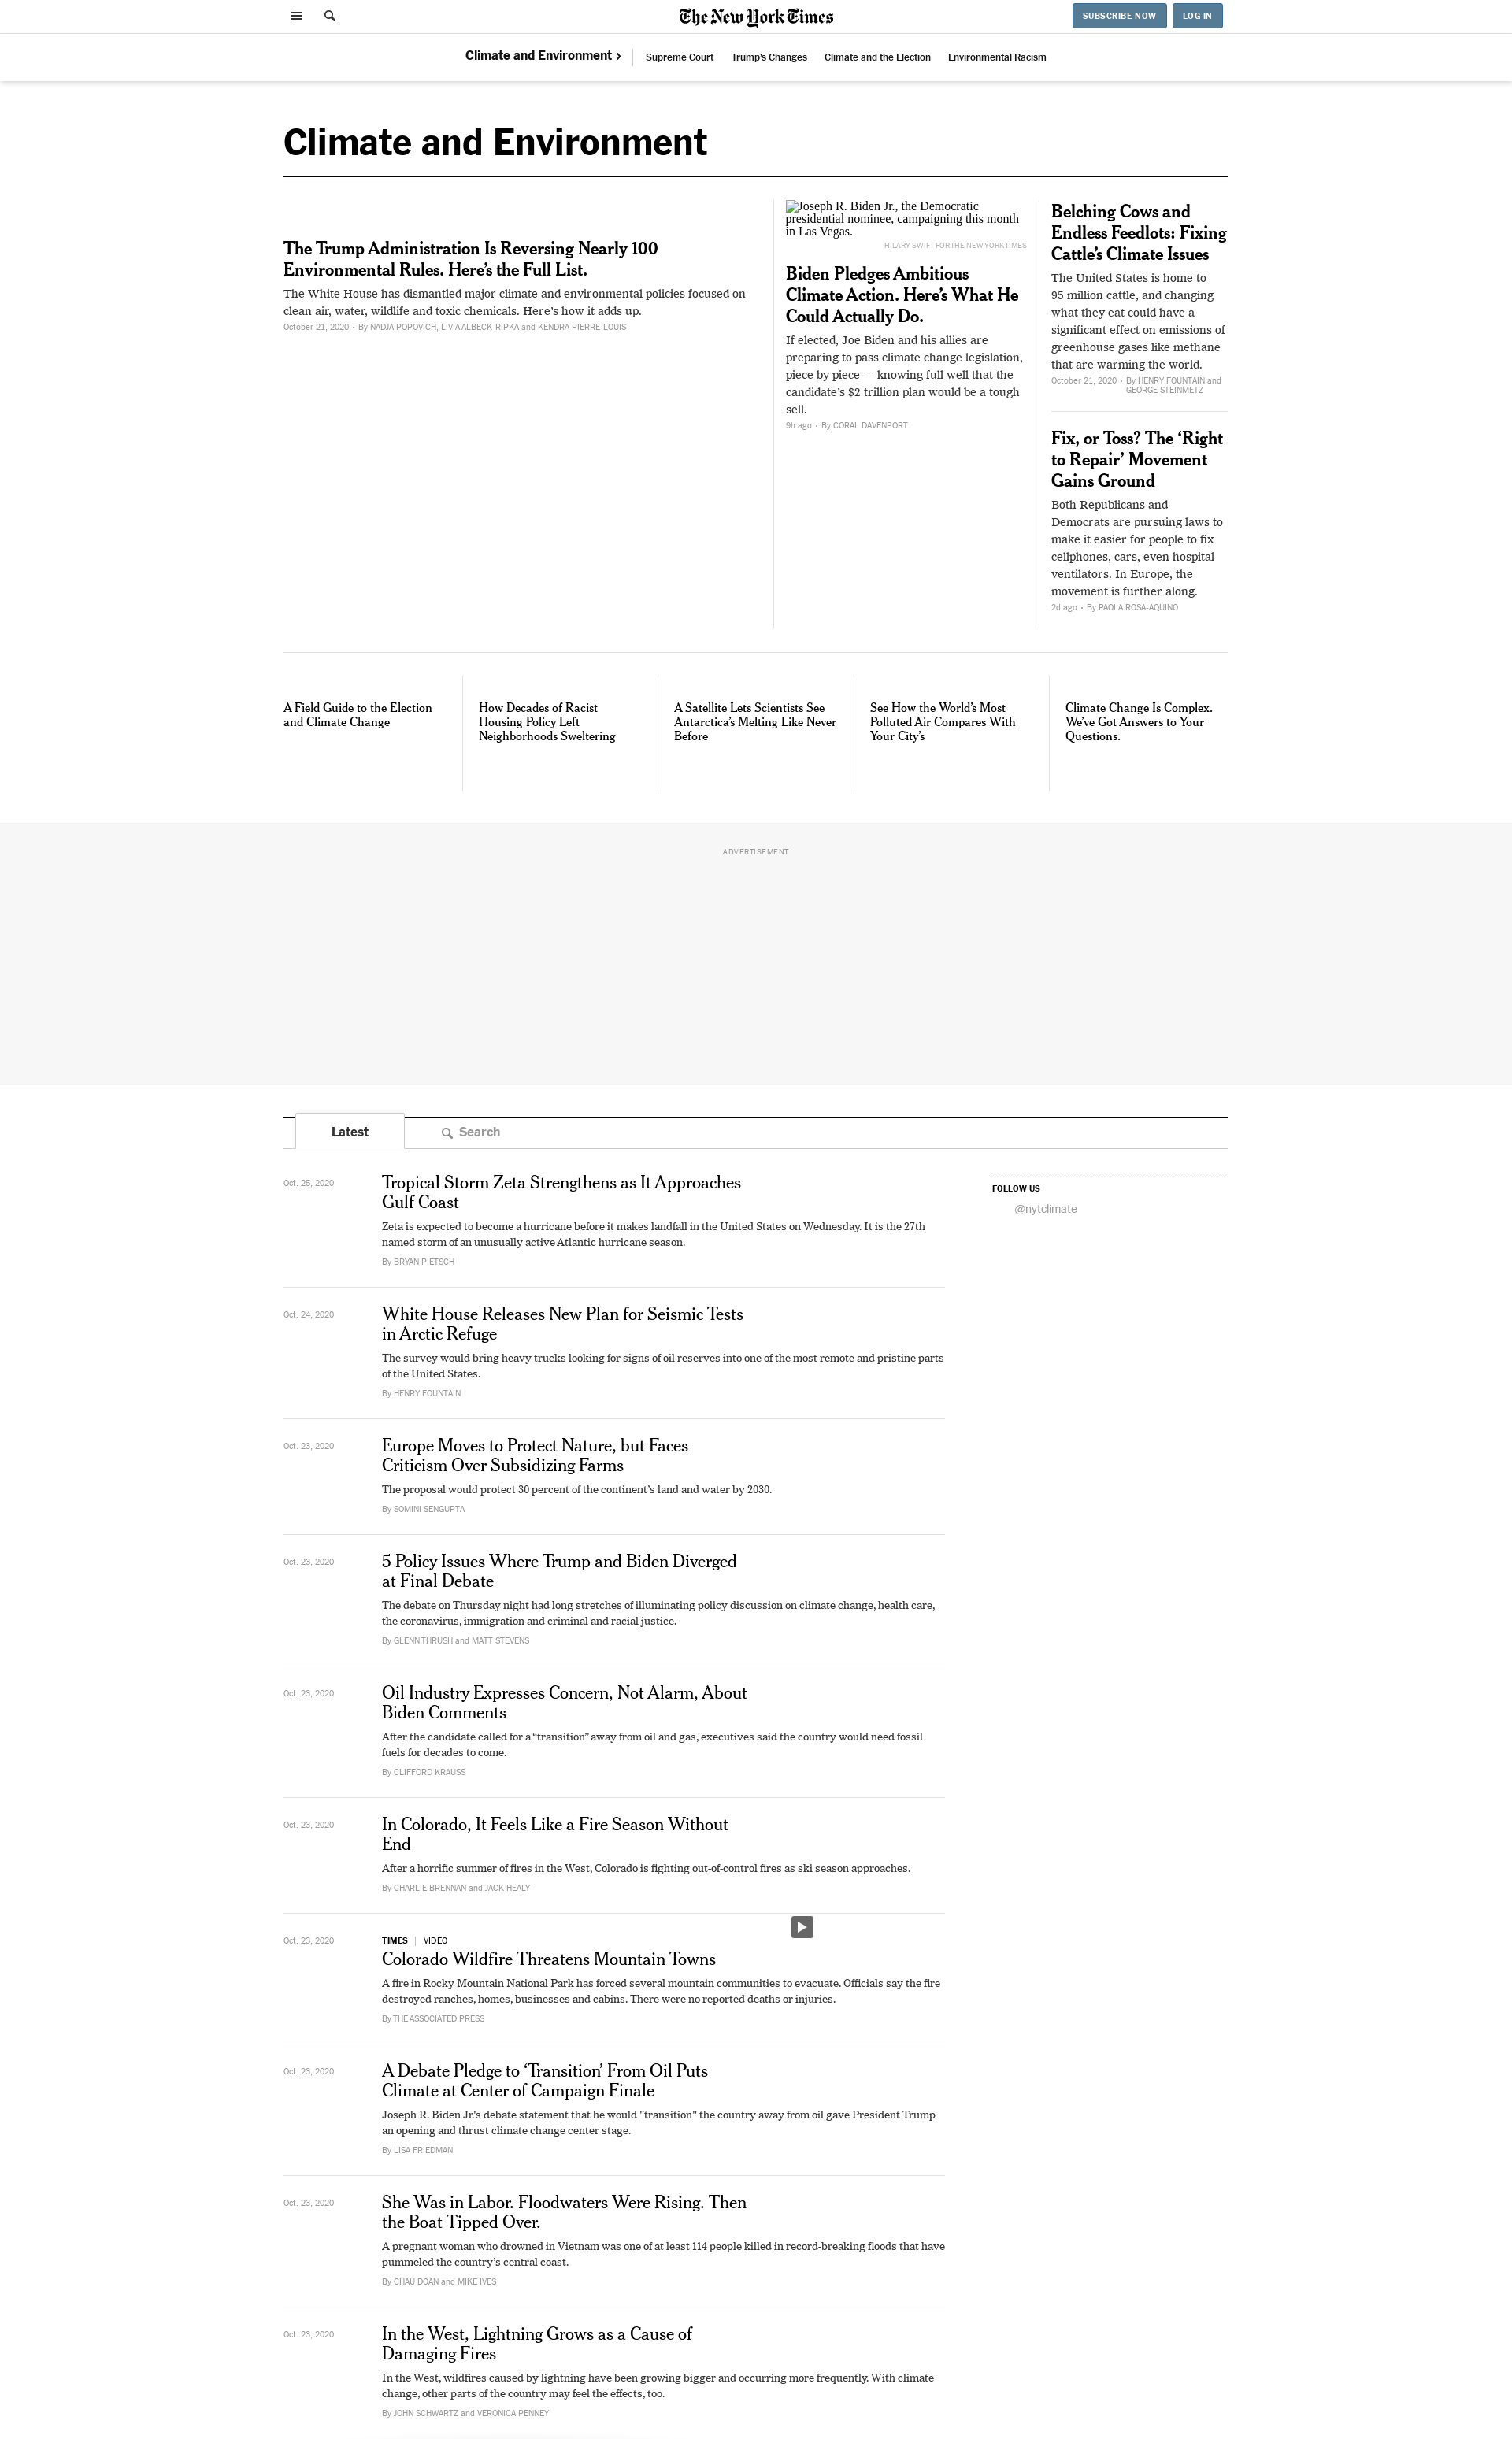 The New York Times
SUBSCRIBE NOW
LOG IN
Climate and Environment ›
Supreme Court
Trump's Changes
Climate and the Election
Environmental Racism
Climate and Environment
The Trump Administration Is Reversing Nearly 100
Environmental Rules. Here’s the Full List.
The White House has dismantled major climate and environmental policies focused on
clean air, water, wildlife and toxic chemicals. Here’s how it adds up.
October 21, 2020 • By NADJA POPOVICH, LIVIA ALBECK-RIPKA and KENDRA PIERRE-LOUIS
Joseph R. Biden Jr., the Democratic
presidential nominee, campaigning this month
in Las Vegas.
HILARY SWIFT FOR THE NEW YORK TIMES
Biden Pledges Ambitious
Climate Action. Here’s What He
Could Actually Do.
If elected, Joe Biden and his allies are
preparing to pass climate change legislation,
piece by piece — knowing full well that the
candidate’s $2 trillion plan would be a tough
sell.
9h ago • By CORAL DAVENPORT
Belching Cows and
Endless Feedlots: Fixing
Cattle’s Climate Issues
The United States is home to
95 million cattle, and changing
what they eat could have a
significant effect on emissions of
greenhouse gases like methane
that are warming the world.
October 21, 2020 • By HENRY FOUNTAIN and
GEORGE STEINMETZ
Fix, or Toss? The ‘Right
to Repair’ Movement
Gains Ground
Both Republicans and
Democrats are pursuing laws to
make it easier for people to fix
cellphones, cars, even hospital
ventilators. In Europe, the
movement is further along.
2d ago • By PAOLA ROSA-AQUINO
A Field Guide to the Election
and Climate Change
How Decades of Racist
Housing Policy Left
Neighborhoods Sweltering
A Satellite Lets Scientists See
Antarctica’s Melting Like Never
Before
See How the World’s Most
Polluted Air Compares With
Your City’s
Climate Change Is Complex.
We’ve Got Answers to Your
Questions.
ADVERTISEMENT
Latest
Search
Oct. 25, 2020
Tropical Storm Zeta Strengthens as It Approaches
Gulf Coast
Zeta is expected to become a hurricane before it makes landfall in the United States on Wednesday. It is the 27th
named storm of an unusually active Atlantic hurricane season.
By BRYAN PIETSCH
FOLLOW US
@nytclimate
Oct. 24, 2020
White House Releases New Plan for Seismic Tests
in Arctic Refuge
The survey would bring heavy trucks looking for signs of oil reserves into one of the most remote and pristine parts
of the United States.
By HENRY FOUNTAIN
Oct. 23, 2020
Europe Moves to Protect Nature, but Faces
Criticism Over Subsidizing Farms
The proposal would protect 30 percent of the continent’s land and water by 2030.
By SOMINI SENGUPTA
Oct. 23, 2020
5 Policy Issues Where Trump and Biden Diverged
at Final Debate
The debate on Thursday night had long stretches of illuminating policy discussion on climate change, health care,
the coronavirus, immigration and criminal and racial justice.
By GLENN THRUSH and MATT STEVENS
Oct. 23, 2020
Oil Industry Expresses Concern, Not Alarm, About
Biden Comments
After the candidate called for a “transition” away from oil and gas, executives said the country would need fossil
fuels for decades to come.
By CLIFFORD KRAUSS
Oct. 23, 2020
In Colorado, It Feels Like a Fire Season Without
End
After a horrific summer of fires in the West, Colorado is fighting out-of-control fires as ski season approaches.
By CHARLIE BRENNAN and JACK HEALY
Oct. 23, 2020
TIMES | VIDEO
Colorado Wildfire Threatens Mountain Towns
A fire in Rocky Mountain National Park has forced several mountain communities to evacuate. Officials say the fire
destroyed ranches, homes, businesses and cabins. There were no reported deaths or injuries.
By THE ASSOCIATED PRESS
Oct. 23, 2020
A Debate Pledge to ‘Transition’ From Oil Puts
Climate at Center of Campaign Finale
Joseph R. Biden Jr.'s debate statement that he would "transition" the country away from oil gave President Trump
an opening and thrust climate change center stage.
By LISA FRIEDMAN
Oct. 23, 2020
She Was in Labor. Floodwaters Were Rising. Then
the Boat Tipped Over.
A pregnant woman who drowned in Vietnam was one of at least 114 people killed in record-breaking floods that have
pummeled the country’s central coast.
By CHAU DOAN and MIKE IVES
Oct. 23, 2020
In the West, Lightning Grows as a Cause of
Damaging Fires
In the West, wildfires caused by lightning have been growing bigger and occurring more frequently. With climate
change, other parts of the country may feel the effects, too.
By JOHN SCHWARTZ and VERONICA PENNEY